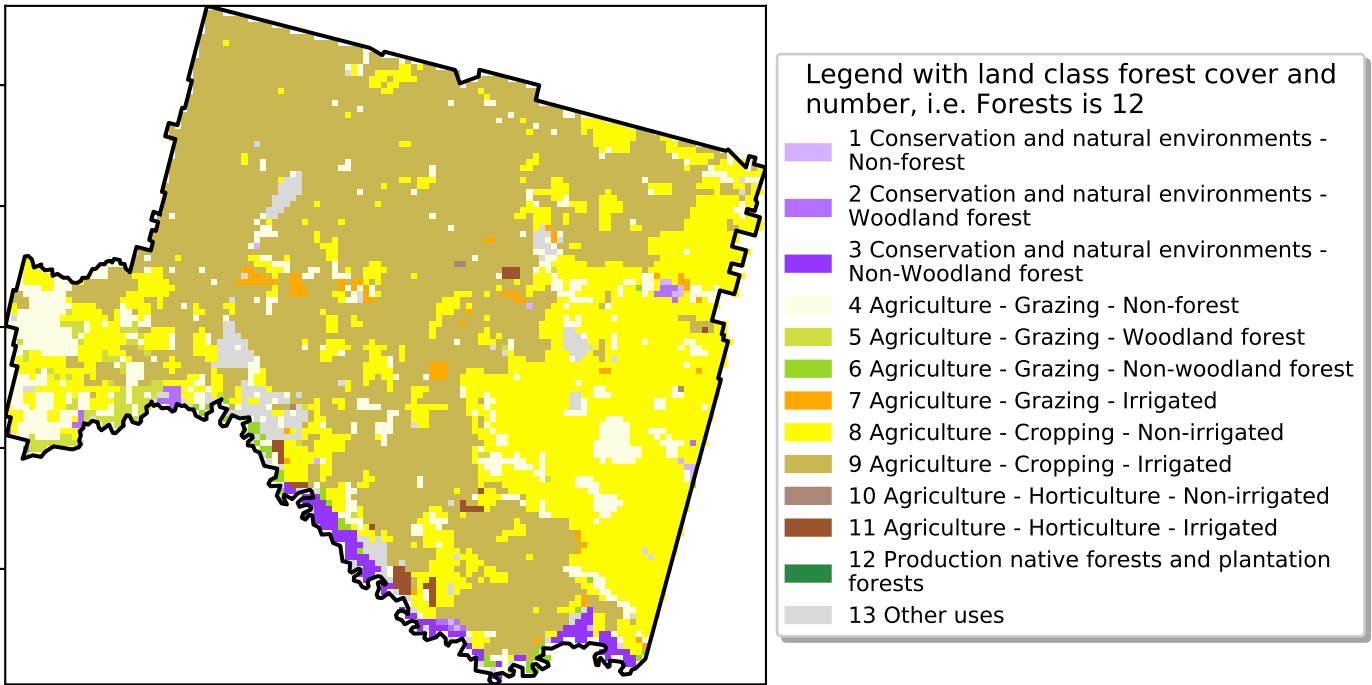 Legend with land class forest cover and
number, i.e. Forests is 12
1 Conservation and natural environments -
Non-forest
2 Conservation and natural environments -
Woodland forest
3 Conservation and natural environments -
Non-Woodland forest
4 Agriculture - Grazing - Non-forest
5 Agriculture - Grazing - Woodland forest
6 Agriculture - Grazing - Non-woodland forest
7 Agriculture - Grazing - Irrigated
8 Agriculture - Cropping - Non-irrigated
9 Agriculture - Cropping - Irrigated
10 Agriculture - Horticulture - Non-irrigated
11 Agriculture - Horticulture - Irrigated
12 Production native forests and plantation
forests
13 Other uses